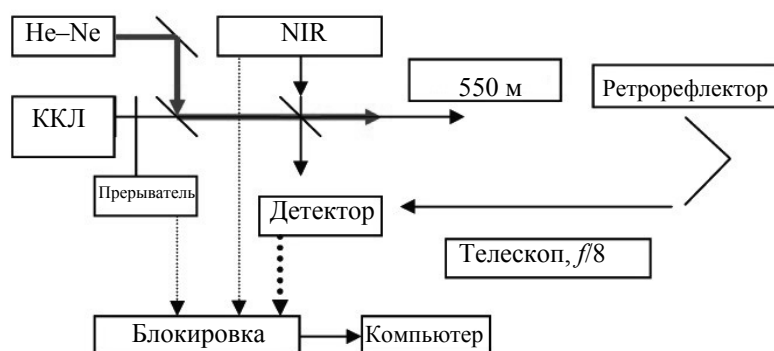 He–Ne
NIR
550 м
Ретрорефлектор
ККЛ
Прерыватель
Детектор
Телескоп, f/8
Блокировка
Компьютер